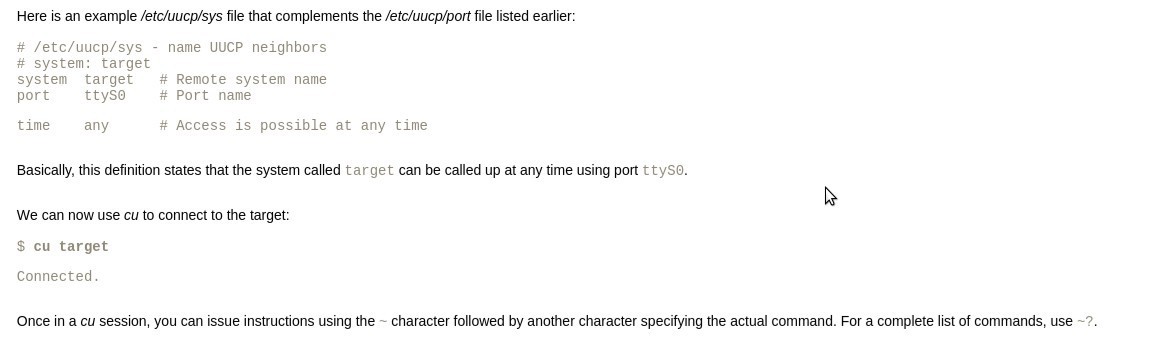 Here is an example /etc/uucp/sys file that complements the /etc/uucp/port file listed earlier:
# /etc/uucp/sys - name UUCP neighbors
# system: target
system  target   # Remote system name
port    ttyS0    # Port name
time    any      # Access is possible at any time
Basically, this definition states that the system called target can be called up at any time using port ttyS0.
We can now use cu to connect to the target:
$ cu target
Connected.
Once in a cu session, you can issue instructions using the ~ character followed by another character specifying the actual command. For a complete list of commands, use ~?.